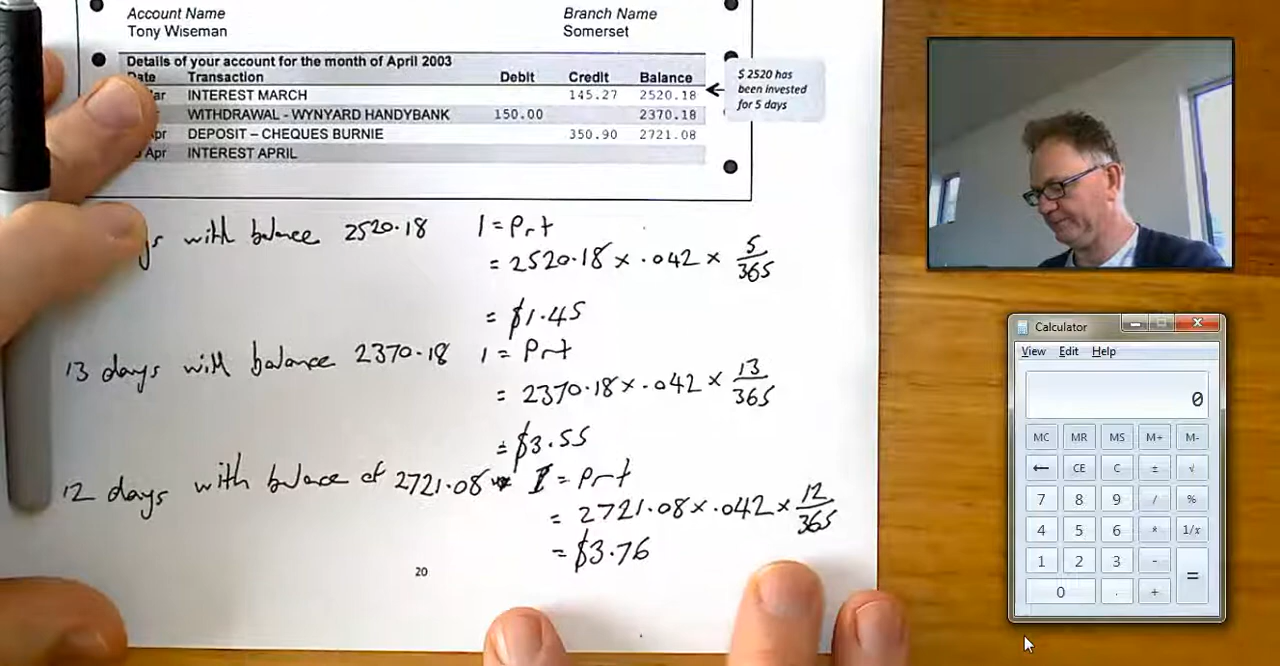 Account Name Branch Name
Tony Wiseman Somerset
Details of your account for the month of April 2003
Date Transaction Debit Credit Balance
ar INTEREST MARCH 145.27 2520.18
WITHDRAWAL - WYNYARD HANDYBANK 150.00 2370.18
pr DEPOSIT – CHEQUES BURNIE 350.90 2721.08
Apr INTEREST APRIL
$ 2520 has
been invested
for 5 days
ys with balance 2520.18 I = Prt
= 2520.18 × .042 × 5/365
= $1.45
13 days with balance 2370.18 I = Prt
= 2370.18 × .042 × 13/365
= $3.55
12 days with balance of 2721.08 I = Prt
= 2721.08 × .042 × 12/365
= $3.76
20
Calculator
View Edit Help
0
MC MR MS M+ M-
← CE C ± √
7 8 9 / %
4 5 6 * 1/x
1 2 3 - =
0 . +